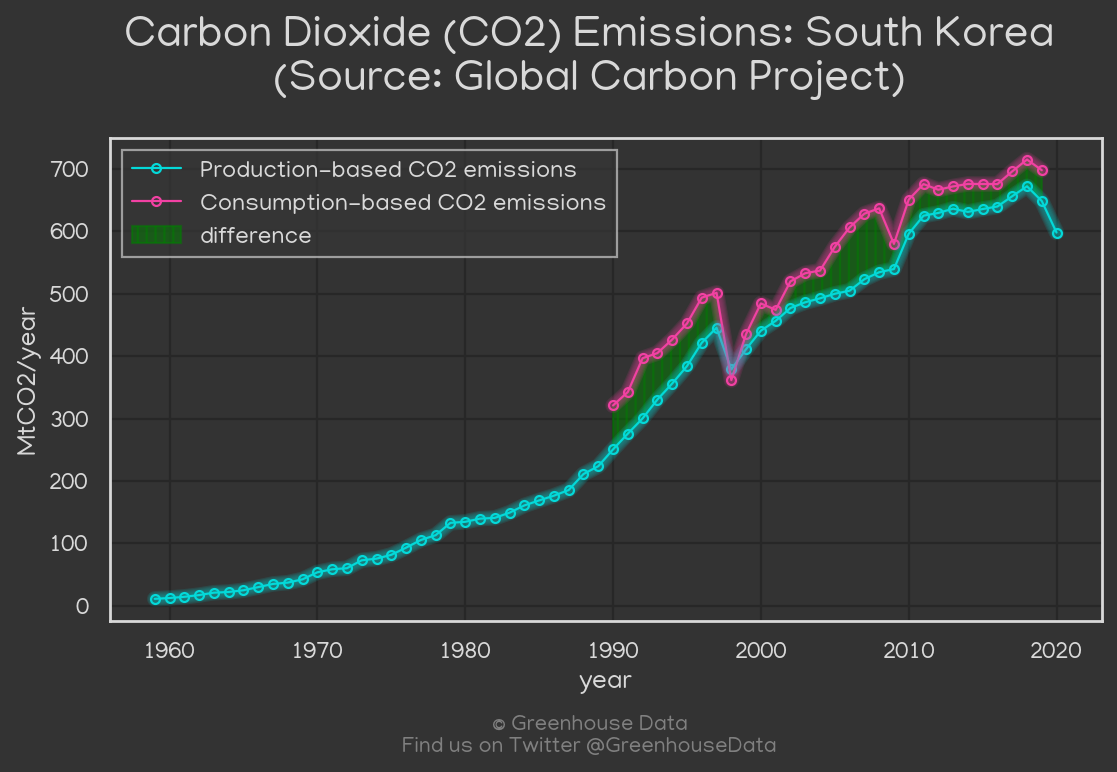 Carbon Dioxide (CO2) Emissions: South Korea
(Source: Global Carbon Project)
Production-based CO2 emissions
Consumption-based CO2 emissions
difference
MtCO2/year
700
600
500
400
300
200
100
0
1960 1970 1980 1990 2000 2010 2020
year
© Greenhouse Data
Find us on Twitter @GreenhouseData